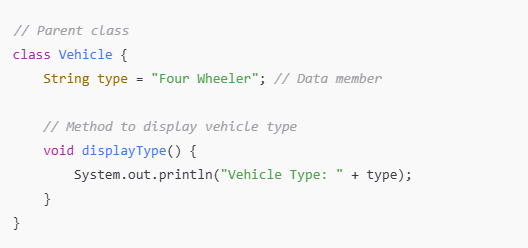 // Parent class
class Vehicle {
    String type = "Four Wheeler"; // Data member

    // Method to display vehicle type
    void displayType() {
        System.out.println("Vehicle Type: " + type);
    }
}